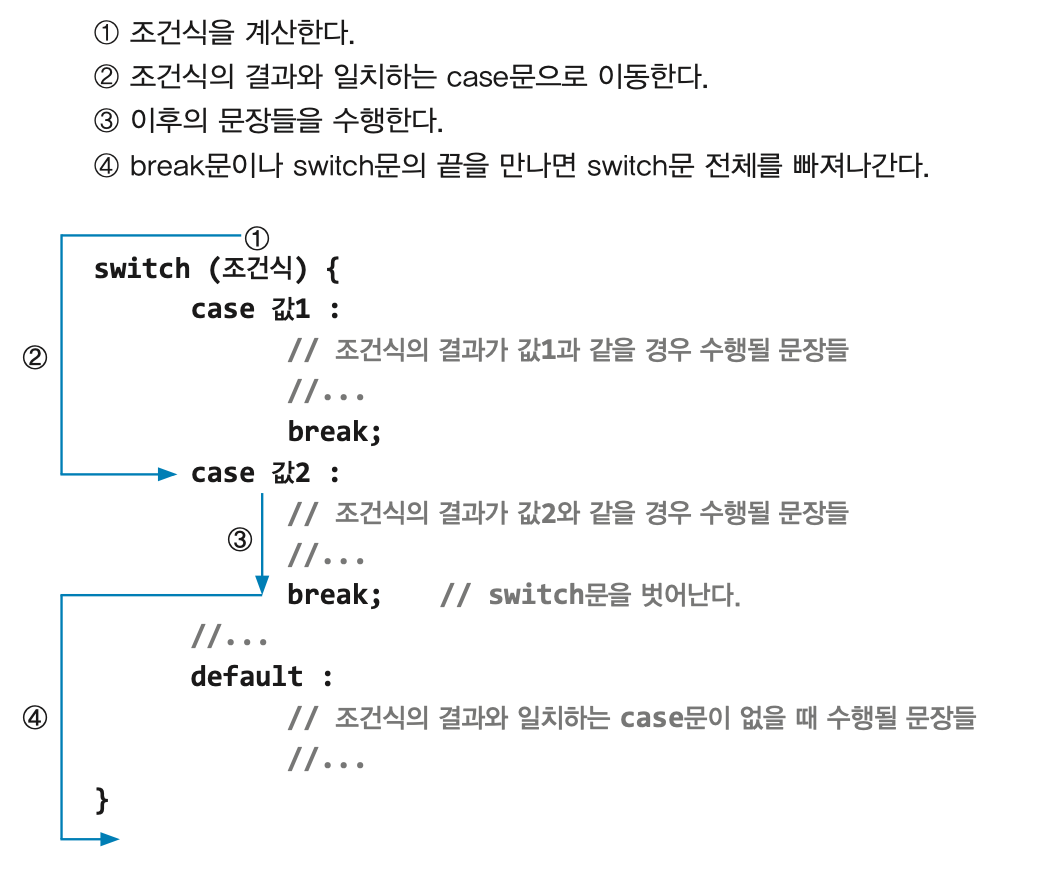 ① 조건식을 계산한다.
② 조건식의 결과와 일치하는 case문으로 이동한다.
③ 이후의 문장들을 수행한다.
④ break문이나 switch문의 끝을 만나면 switch문 전체를 빠져나간다.
①
switch (조건식) {
case 값1 :
② // 조건식의 결과가 값1과 같을 경우 수행될 문장들
//...
break;
case 값2 :
// 조건식의 결과가 값2와 같을 경우 수행될 문장들
③ //...
break; // switch문을 벗어난다.
//...
default :
④ // 조건식의 결과와 일치하는 case문이 없을 때 수행될 문장들
//...
}